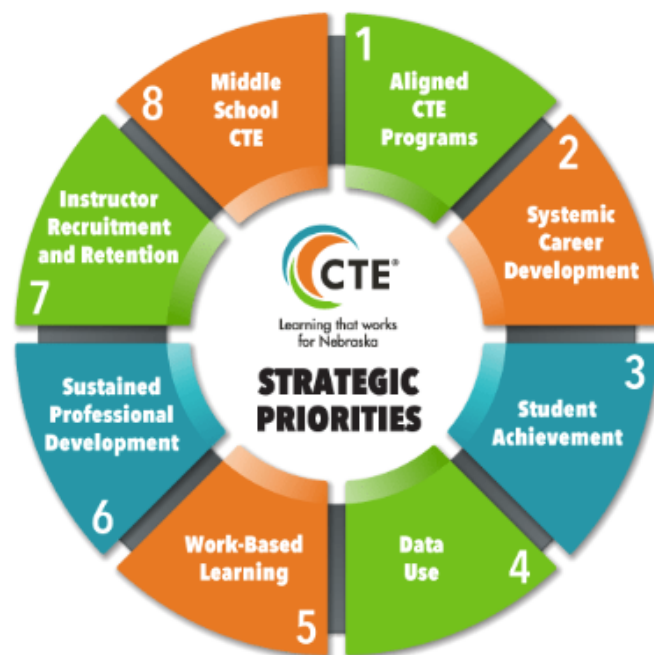 1
Aligned
CTE
Programs
2
Systemic
Career
Development
3
Student
Achievement
4
Data
Use
5
Work-Based
Learning
6
Sustained
Professional
Development
7
Instructor
Recruitment
and Retention
8
Middle
School
CTE
CTE®
Learning that works
for Nebraska
STRATEGIC
PRIORITIES